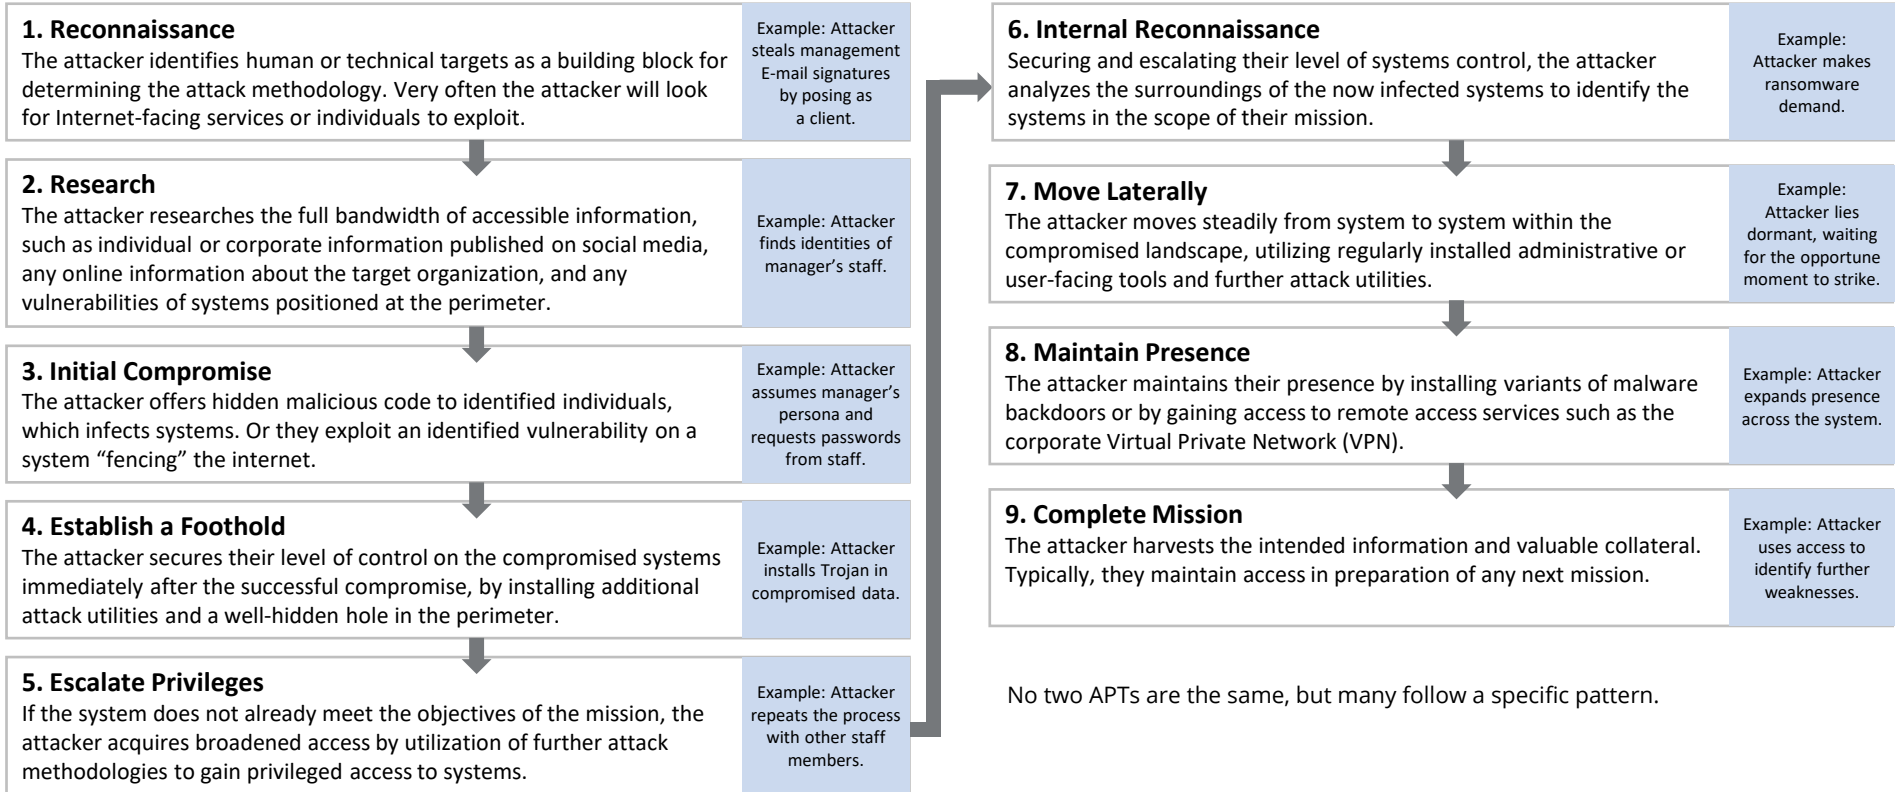 1. Reconnaissance
The attacker identifies human or technical targets as a building block for
determining the attack methodology. Very often the attacker will look
for Internet-facing services or individuals to exploit.
Example: Attacker
steals management
E-mail signatures
by posing as
a client.
2. Research
The attacker researches the full bandwidth of accessible information,
such as individual or corporate information published on social media,
any online information about the target organization, and any
vulnerabilities of systems positioned at the perimeter.
Example: Attacker
finds identities of
manager’s staff.
3. Initial Compromise
The attacker offers hidden malicious code to identified individuals,
which infects systems. Or they exploit an identified vulnerability on a
system “fencing” the internet.
Example: Attacker
assumes manager’s
persona and
requests passwords
from staff.
4. Establish a Foothold
The attacker secures their level of control on the compromised systems
immediately after the successful compromise, by installing additional
attack utilities and a well-hidden hole in the perimeter.
Example: Attacker
installs Trojan in
compromised data.
5. Escalate Privileges
If the system does not already meet the objectives of the mission, the
attacker acquires broadened access by utilization of further attack
methodologies to gain privileged access to systems.
Example: Attacker
repeats the process
with other staff
members.
6. Internal Reconnaissance
Securing and escalating their level of systems control, the attacker
analyzes the surroundings of the now infected systems to identify the
systems in the scope of their mission.
Example:
Attacker makes
ransomware
demand.
7. Move Laterally
The attacker moves steadily from system to system within the
compromised landscape, utilizing regularly installed administrative or
user-facing tools and further attack utilities.
Example:
Attacker lies
dormant, waiting
for the opportune
moment to strike.
8. Maintain Presence
The attacker maintains their presence by installing variants of malware
backdoors or by gaining access to remote access services such as the
corporate Virtual Private Network (VPN).
Example: Attacker
expands presence
across the system.
9. Complete Mission
The attacker harvests the intended information and valuable collateral.
Typically, they maintain access in preparation of any next mission.
Example: Attacker
uses access to
identify further
weaknesses.
No two APTs are the same, but many follow a specific pattern.